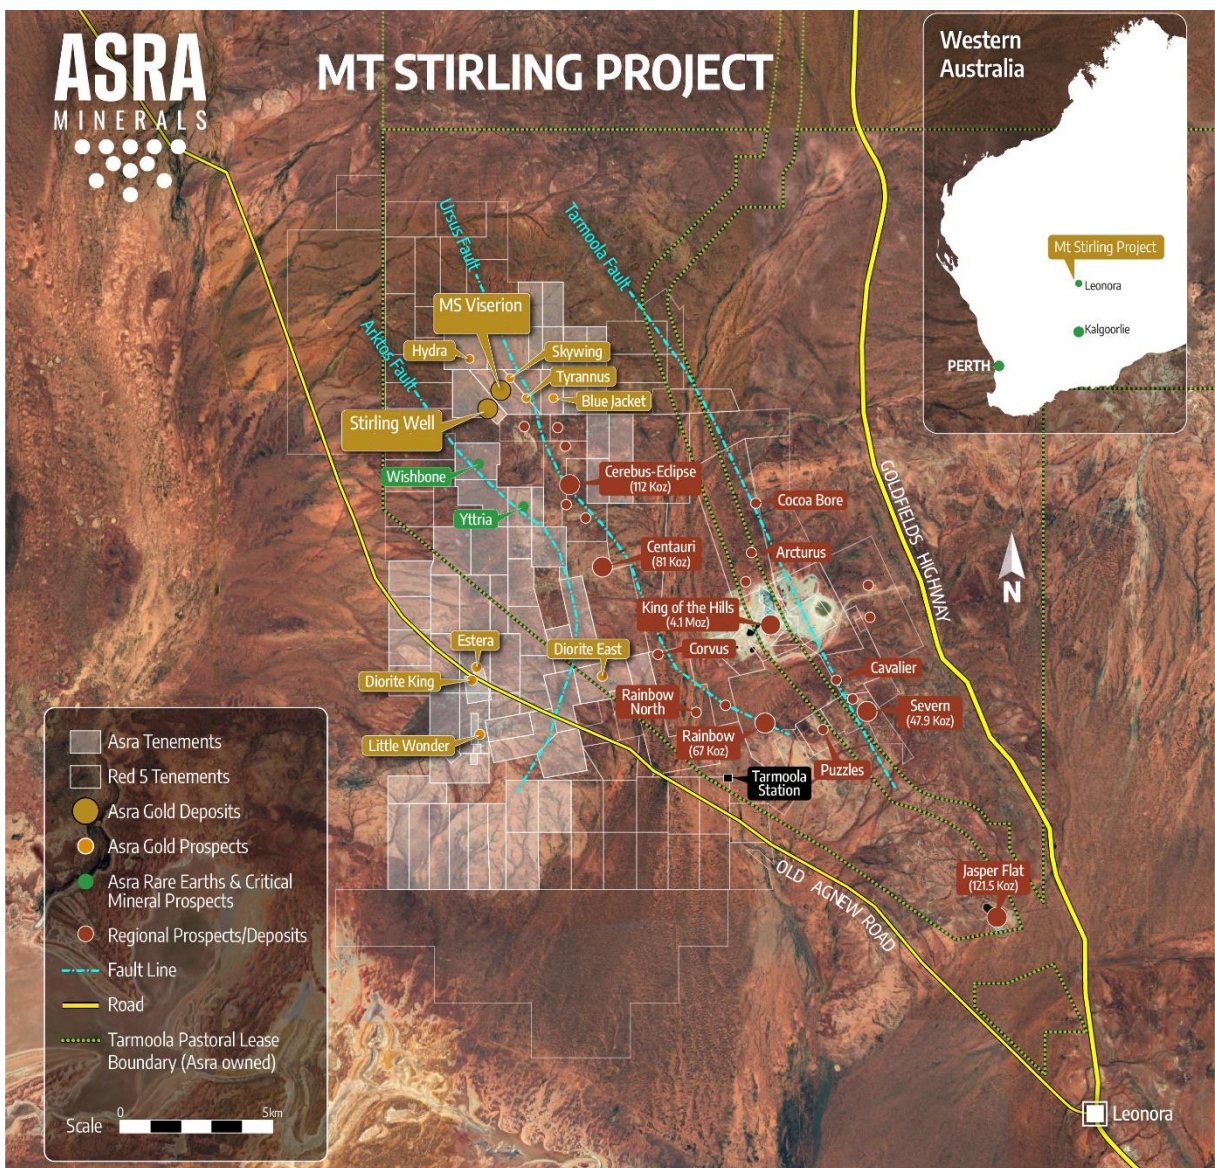 ASRA
MINERALS
MT STIRLING PROJECT
Western
Australia
Mt Stirling Project
Leonora
Kalgoorlie
PERTH
Ursus Fault
Tarmoola Fault
Arktos Fault
MS Viserion
Hydra
Skywing
Tyrannus
Blue Jacket
Stirling Well
Wishbone
Yttria
Cerebus-Eclipse
(112 Koz)
Cocoa Bore
GOLDFIELDS HIGHWAY
Centauri
(81 Koz)
Arcturus
N
King of the Hills
(4.1 Moz)
Estera
Diorite East
Corvus
Diorite King
Cavalier
Rainbow
North
Severn
(47.9 Koz)
Little Wonder
Rainbow
(67 Koz)
Puzzles
Tarmoola
Station
OLD AGNEW ROAD
Jasper Flat
(121.5 Koz)
Leonora
Asra Tenements
Red 5 Tenements
Asra Gold Deposits
Asra Gold Prospects
Asra Rare Earths & Critical
Mineral Prospects
Regional Prospects/Deposits
Fault Line
Road
Tarmoola Pastoral Lease
Boundary (Asra owned)
Scale
0
5km